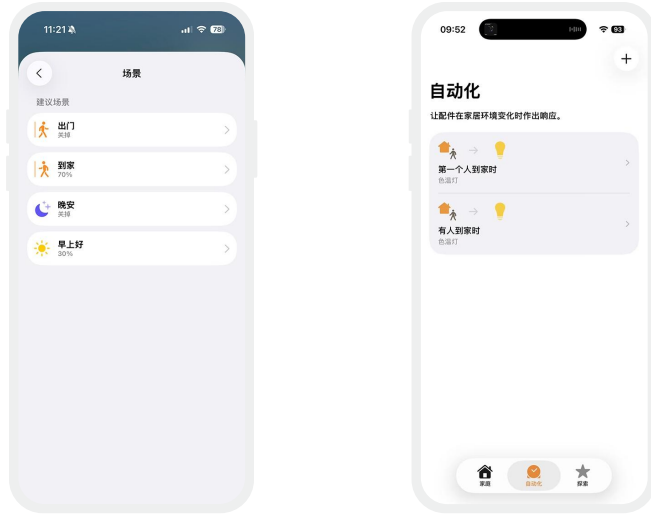 11:21
78
场景
建议场景
出门
关掉
到家
70%
晚安
关掉
早上好
30%
09:52
93
自动化
让配件在家居环境变化时作出响应。
第一个人到家时
色温灯
有人到家时
色温灯
家庭
自动化
探索